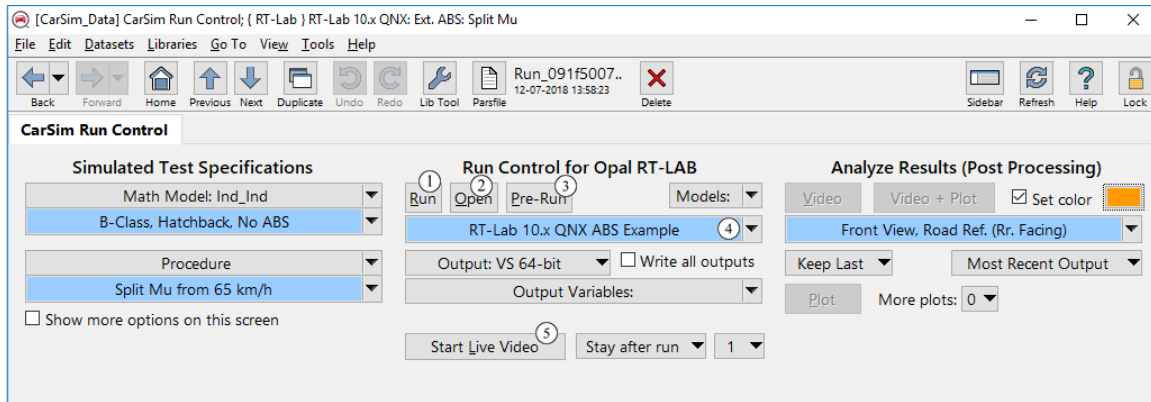 [CarSim_Data] CarSim Run Control; { RT-Lab } RT-Lab 10.x QNX: Ext. ABS: Split Mu
File Edit Datasets Libraries Go To View Tools Help
Run_091f5007..
12-07-2018 13:58:23
Back Forward Home Previous Next Duplicate Undo Redo Lib Tool Parsfile Delete Sidebar Refresh Help Lock
CarSim Run Control
Simulated Test Specifications
Math Model: Ind_Ind
B-Class, Hatchback, No ABS
Procedure
Split Mu from 65 km/h
Show more options on this screen
Run Control for Opal RT-LAB
1 2 3
Run Open Pre-Run Models:
RT-Lab 10.x QNX ABS Example 4
Output: VS 64-bit Write all outputs
Output Variables:
5
Start Live Video Stay after run 1
Analyze Results (Post Processing)
Video Video + Plot Set color
Front View, Road Ref. (Rr. Facing)
Keep Last Most Recent Output
Plot More plots: 0